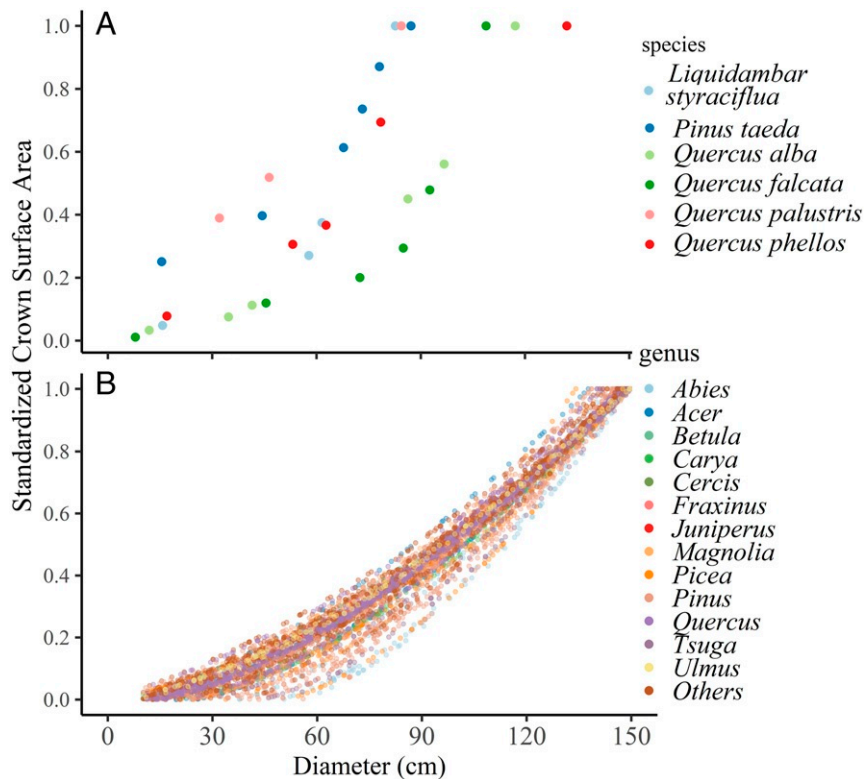 A
1.0
0.8
0.6
0.4
0.2
0.0
species
Liquidambar
styraciflua
Pinus taeda
Quercus alba
Quercus falcata
Quercus palustris
Quercus phellos
Standardized Crown Surface Area
B
1.0
0.8
0.6
0.4
0.2
0.0
0 30 60 90 120 150
Diameter (cm)
genus
Abies
Acer
Betula
Carya
Cercis
Fraxinus
Juniperus
Magnolia
Picea
Pinus
Quercus
Tsuga
Ulmus
Others